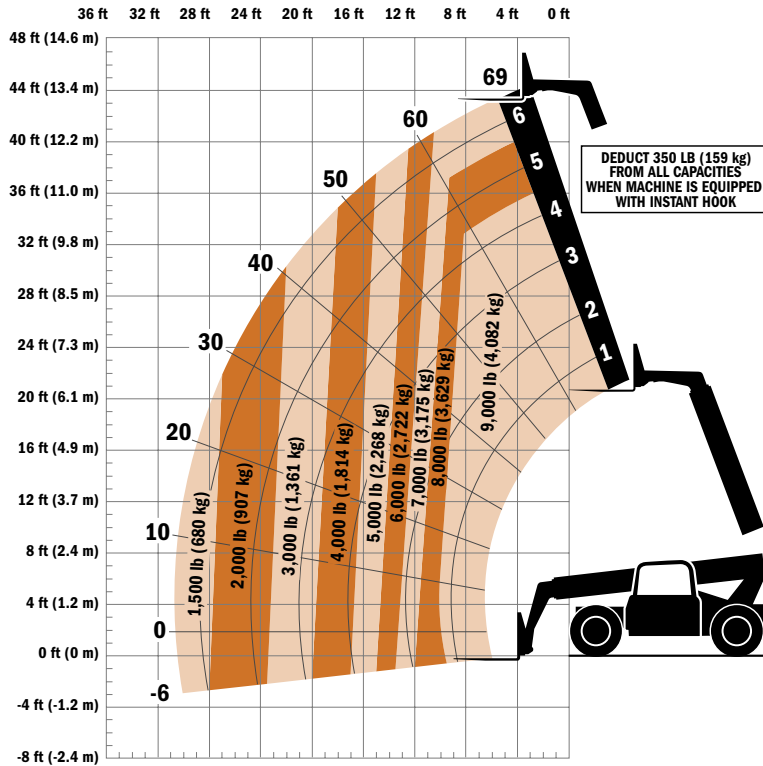 36 ft 32 ft 28 ft 24 ft 20 ft 16 ft 12 ft 8 ft 4 ft 0 ft
48 ft (14.6 m)
44 ft (13.4 m)
40 ft (12.2 m)
36 ft (11.0 m)
32 ft (9.8 m)
28 ft (8.5 m)
24 ft (7.3 m)
20 ft (6.1 m)
16 ft (4.9 m)
12 ft (3.7 m)
8 ft (2.4 m)
4 ft (1.2 m)
0 ft (0 m)
-4 ft (-1.2 m)
-8 ft (-2.4 m)
69
60
50
40
30
20
10
0
-6
6
5
4
3
2
1
DEDUCT 350 LB (159 kg)
FROM ALL CAPACITIES
WHEN MACHINE IS EQUIPPED
WITH INSTANT HOOK
1,500 lb (680 kg)
2,000 lb (907 kg)
3,000 lb (1,361 kg)
4,000 lb (1,814 kg)
5,000 lb (2,268 kg)
6,000 lb (2,722 kg)
7,000 lb (3,175 kg)
8,000 lb (3,629 kg)
9,000 lb (4,082 kg)